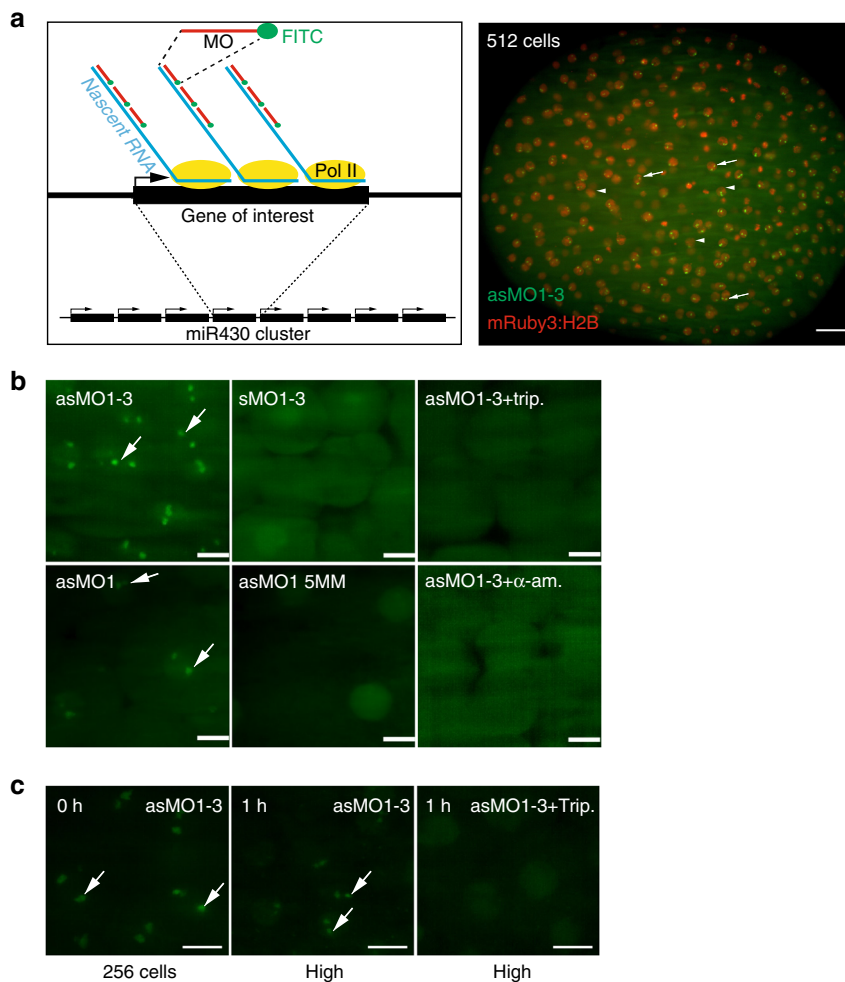 a
MO
FITC
Nascent RNA
Pol II
Gene of interest
miR430 cluster
512 cells
asMO1-3
mRuby3:H2B
b
asMO1-3
sMO1-3
asMO1-3+trip.
asMO1
asMO1 5MM
asMO1-3+α-am.
c
0 h
asMO1-3
1 h
asMO1-3
1 h
asMO1-3+Trip.
256 cells
High
High